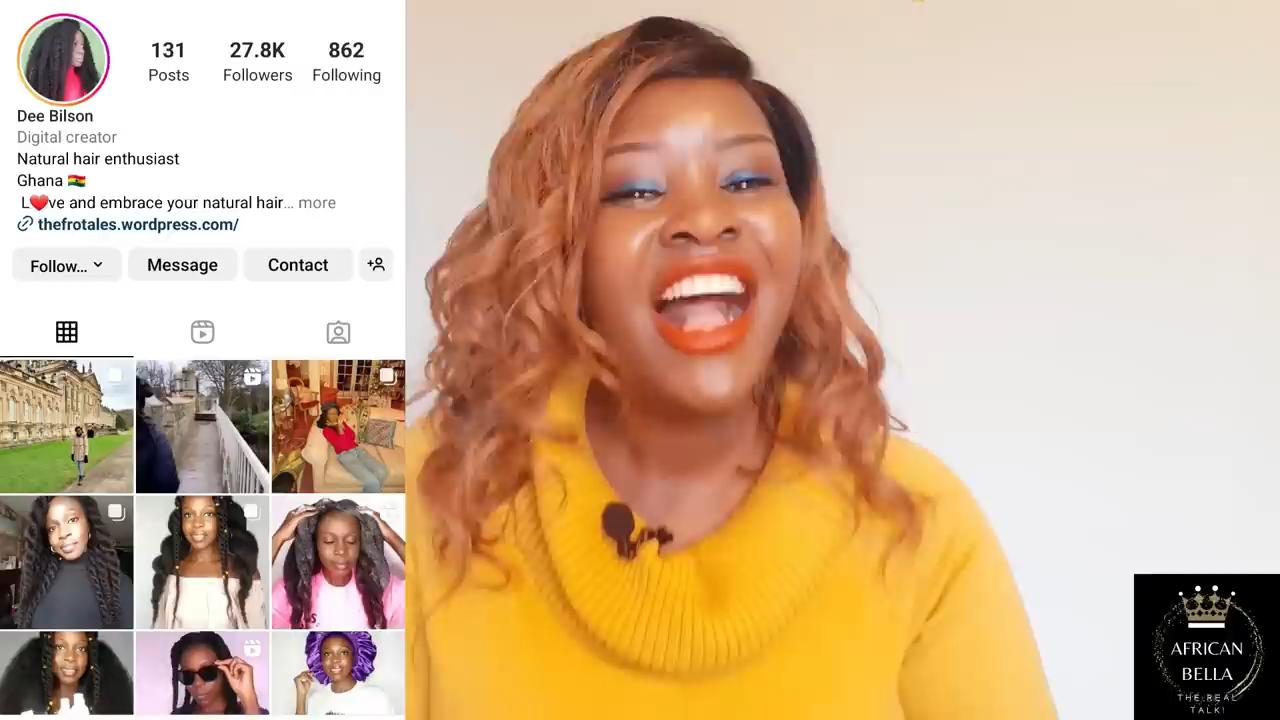 131 27.8K 862
Posts Followers Following
Dee Bilson
Digital creator
Natural hair enthusiast
Ghana 🇬🇭
L❤️ve and embrace your natural hair... more
thefrotales.wordpress.com/
Follow... Message Contact
AFRICAN
BELLA
THE REAL
TALK!